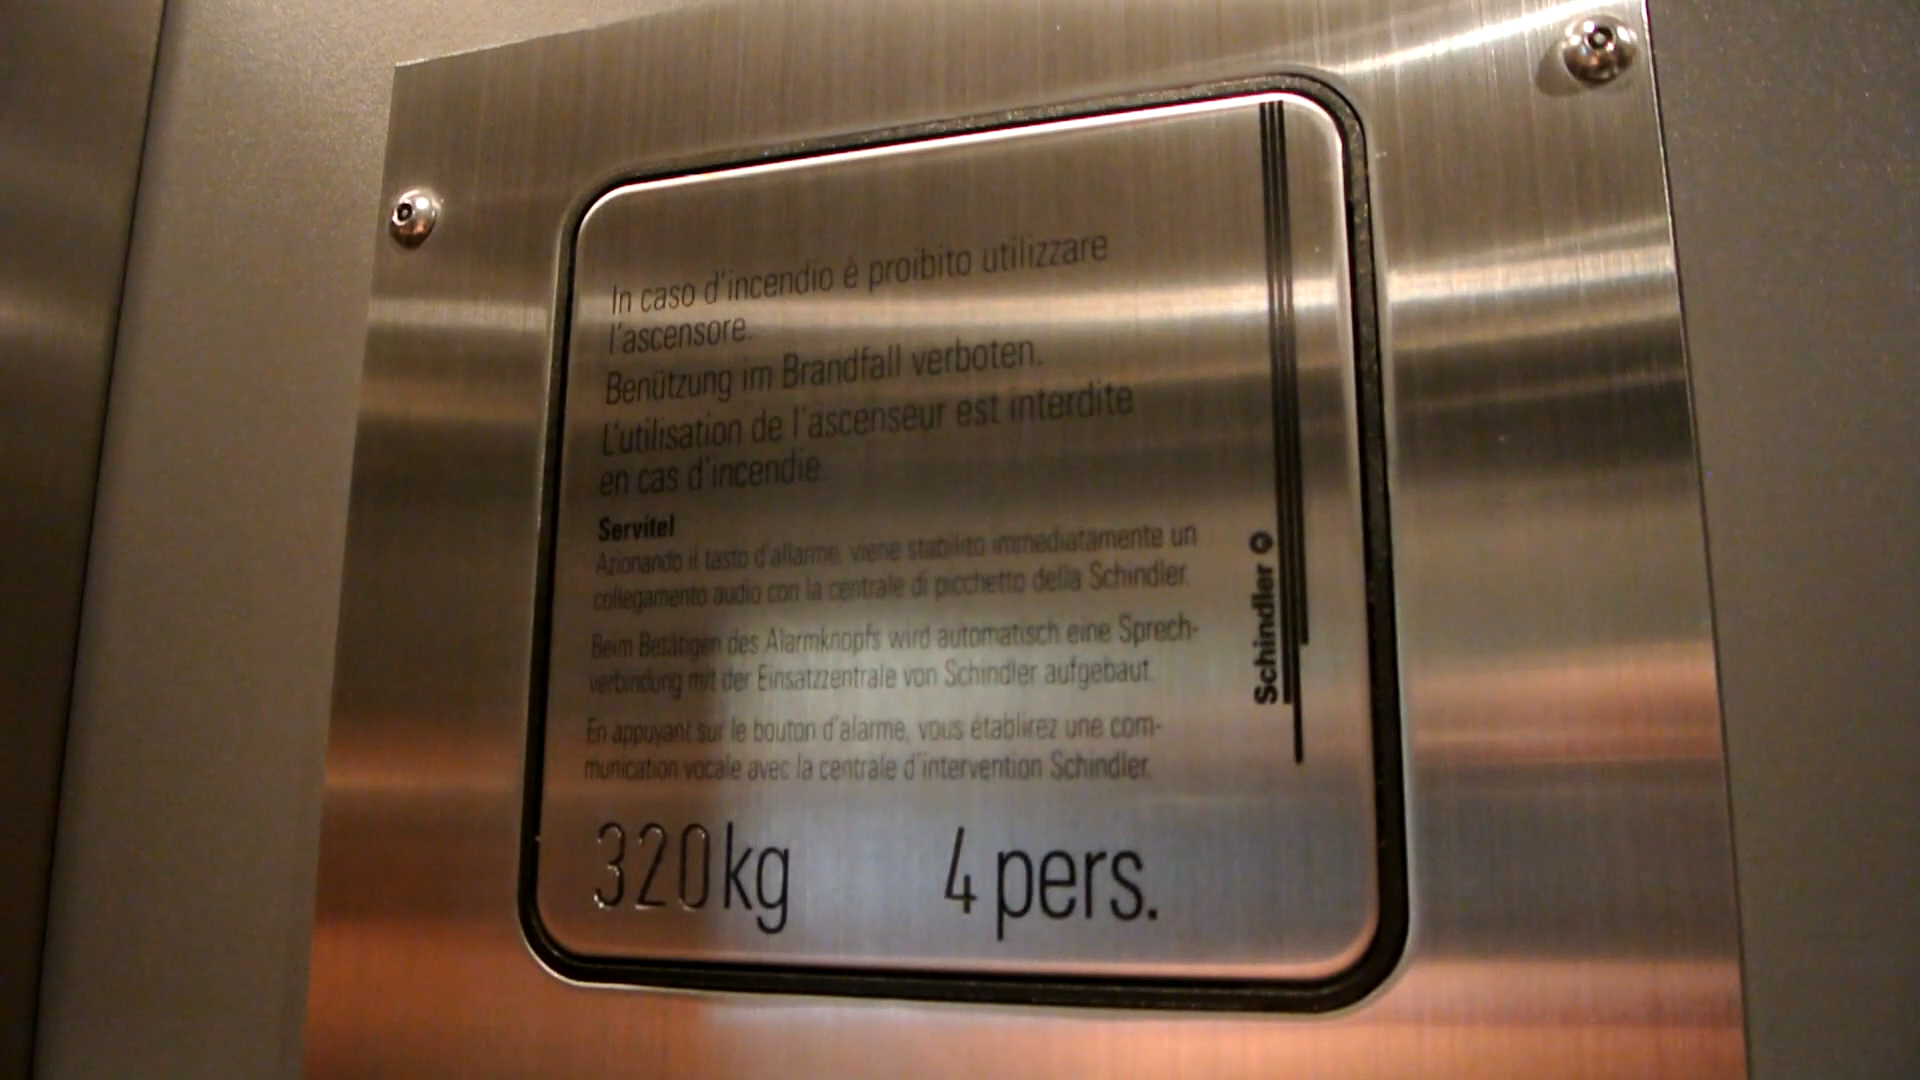 In caso d'incendio è proibito utilizzare
l'ascensore.
Benützung im Brandfall verboten.
L'utilisation de l'ascenseur est interdite
en cas d'incendie.
Servitel
Azionando il tasto d'allarme, viene stabilito immediatamente un
collegamento audio con la centrale di picchetto della Schindler.
Beim Betätigen des Alarmknopfs wird automatisch eine Sprech-
verbindung mit der Einsatzzentrale von Schindler aufgebaut.
En appuyant sur le bouton d'alarme, vous établirez une com-
munication vocale avec la centrale d'intervention Schindler.
320kg 4 pers.
Schindler